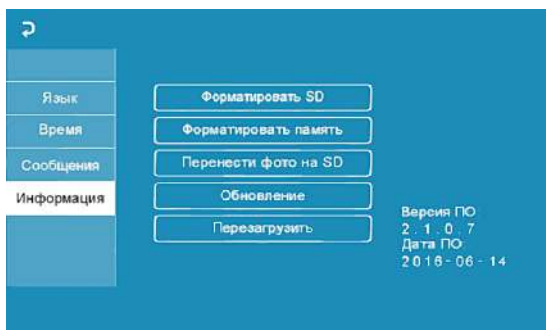 Язык
Время
Сообщения
Информация
Форматировать SD
Форматировать память
Перенести фото на SD
Обновление
Перезагрузить
Версия ПО
2.1.0.7
Дата ПО
2016-06-14